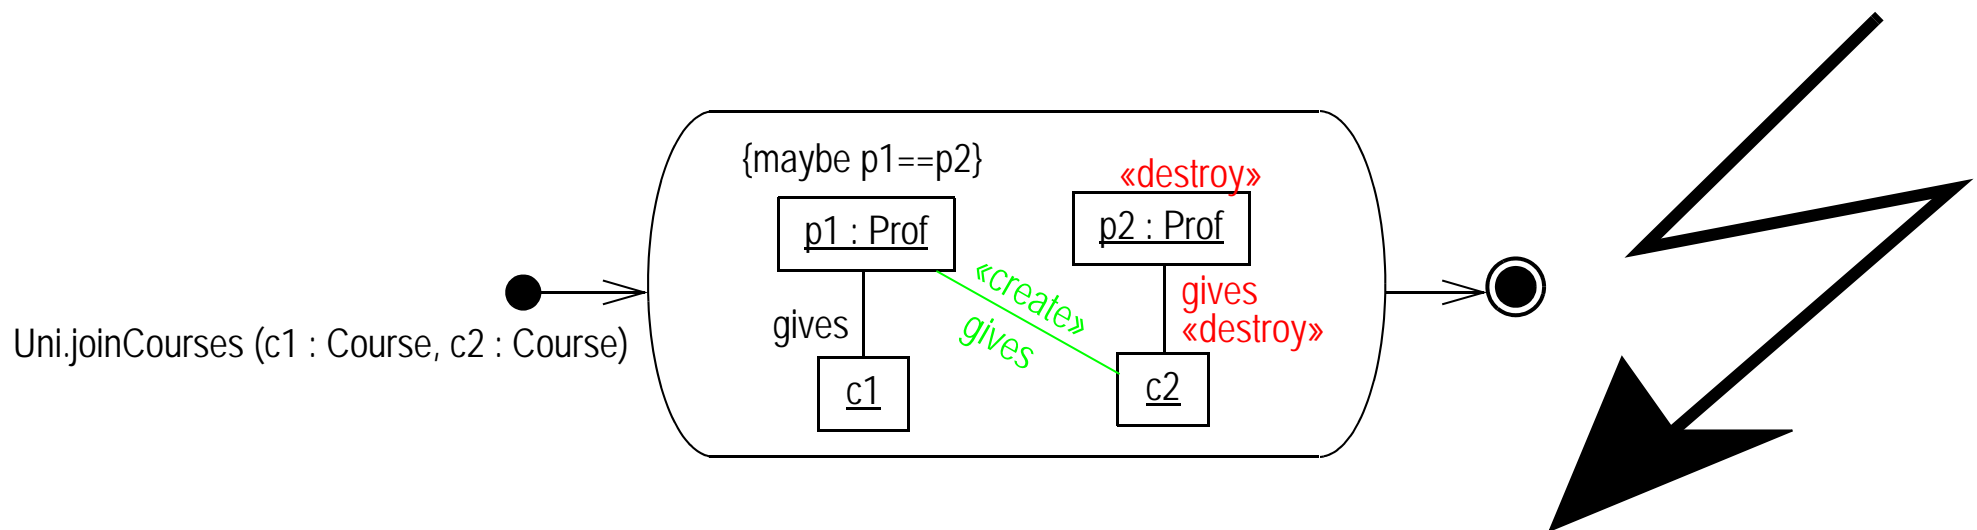 {maybe p1==p2}
«destroy»
p1 : Prof
p2 : Prof
«create»
gives
gives
«destroy»
gives
Uni.joinCourses (c1 : Course, c2 : Course)
c1
c2